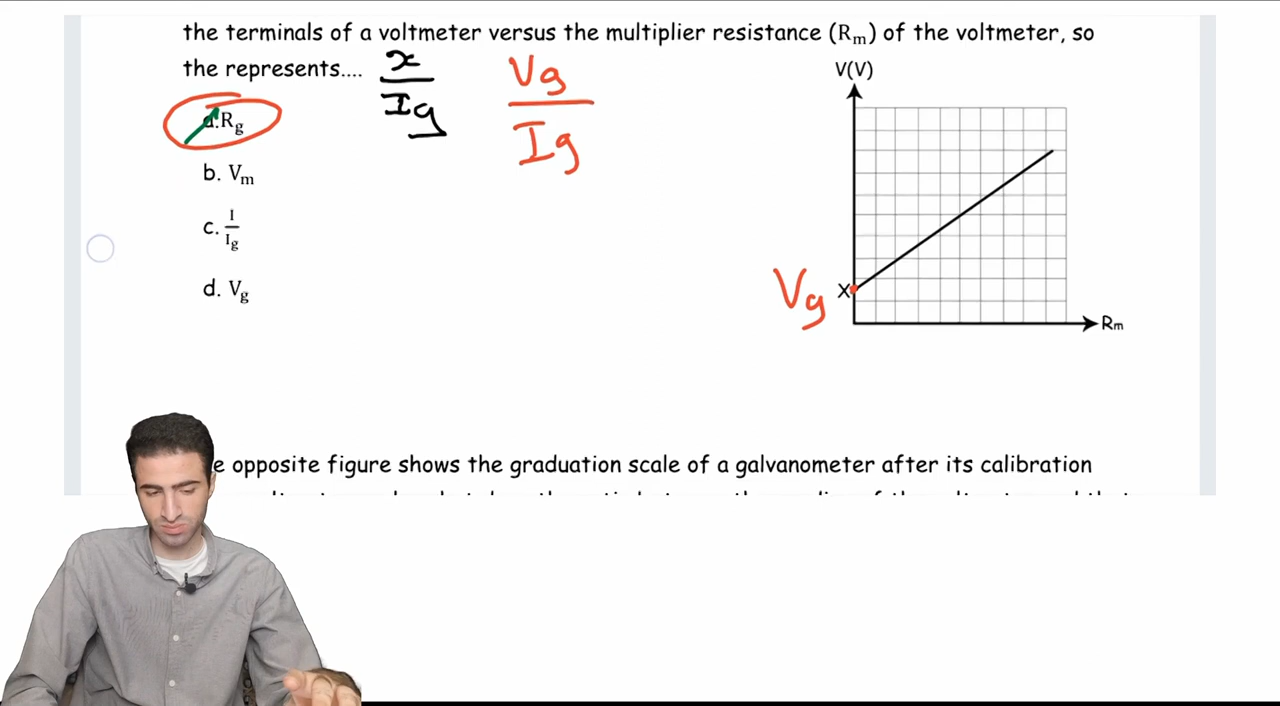 the terminals of a voltmeter versus the multiplier resistance (Rm) of the voltmeter, so
the represents.... x/Ig Vg/Ig
a. Rg
b. Vm
c. I/Ig
d. Vg
V(V)
Vg X
Rm
e opposite figure shows the graduation scale of a galvanometer after its calibration